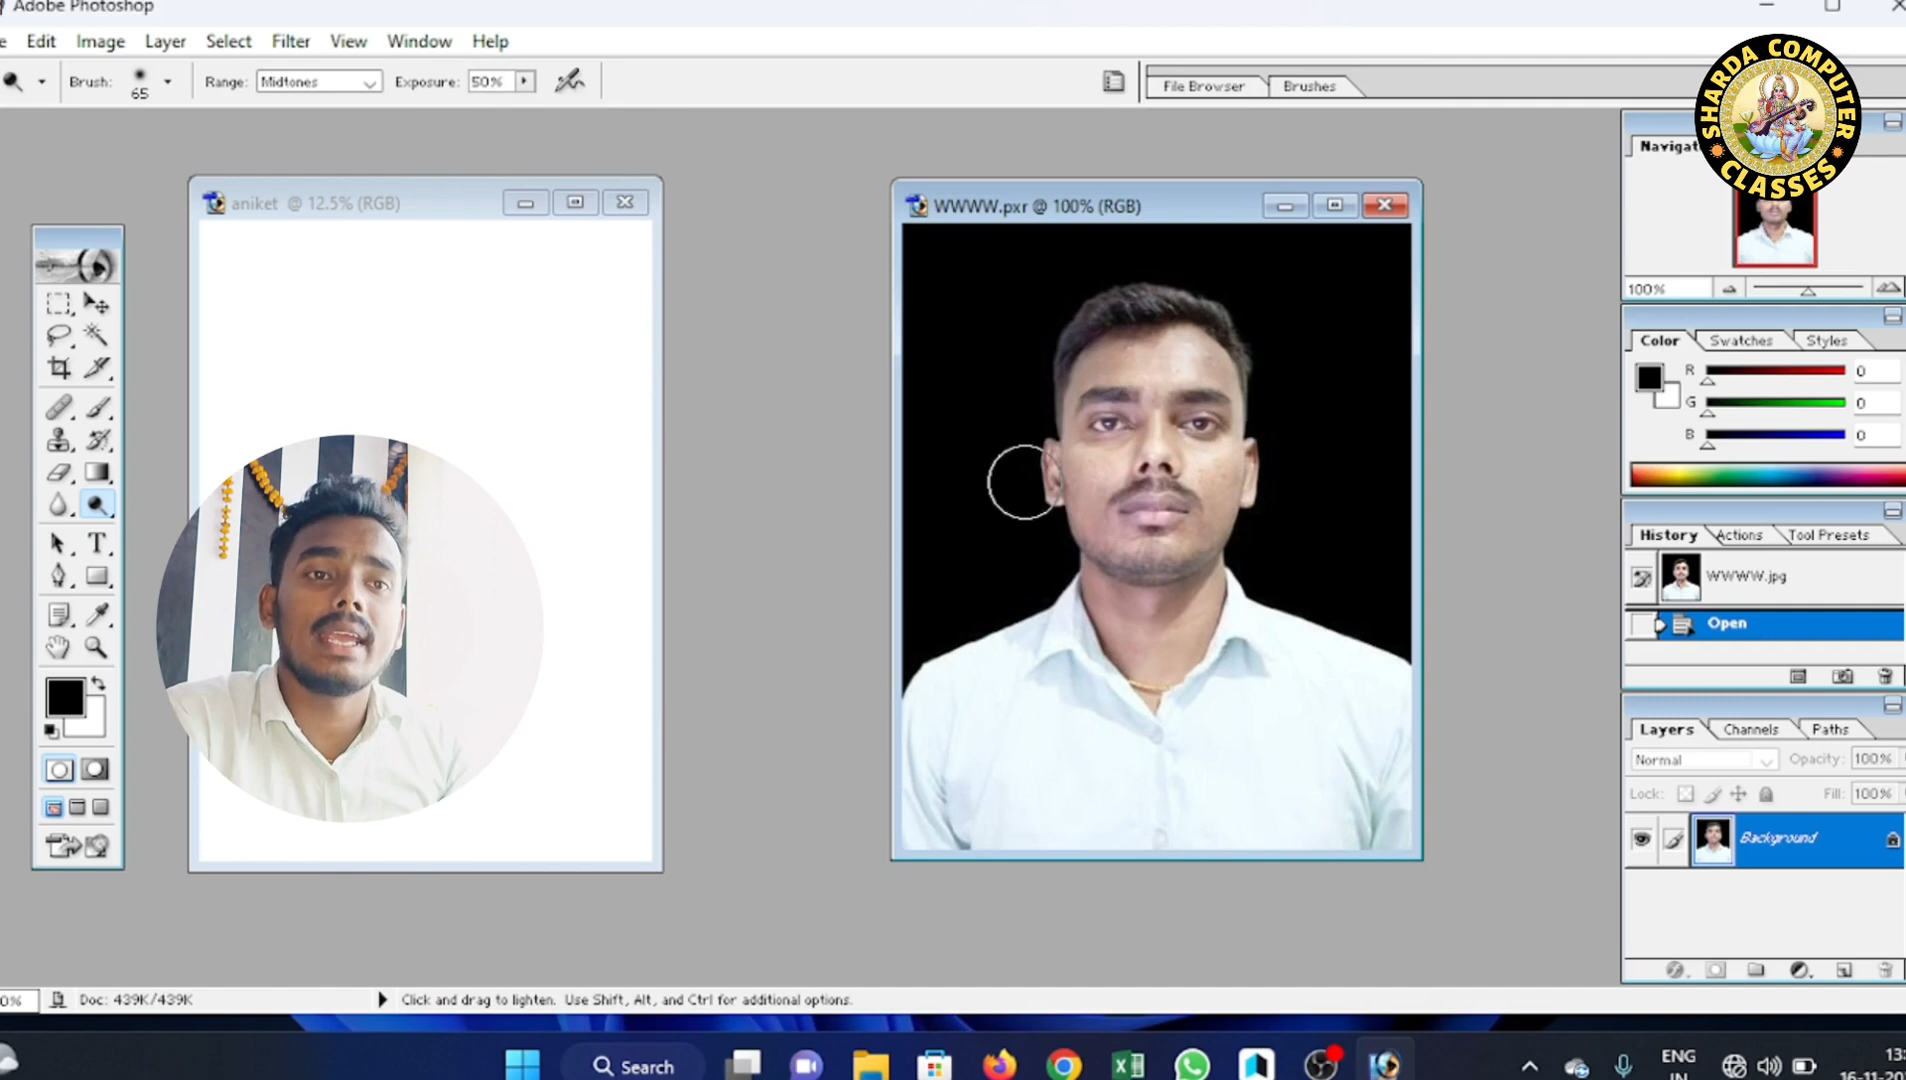 Adobe Photoshop
Edit Image Layer Select Filter View Window Help
Brush: 65 Range: Midtones Exposure: 50%
File Browser Brushes
SHARDA COMPUTER CLASSES
aniket @ 12.5% (RGB)
WWWW.pxr @ 100% (RGB)
100%
Color Swatches Styles
R 0
G 0
B 0
History Actions Tool Presets
WWWW.jpg
Open
Layers Channels Paths
Normal Opacity: 100%
Lock: Fill: 100%
Background
T
Doc: 439K/439K
Click and drag to lighten. Use Shift, Alt, and Ctrl for additional options.
Search
ENG
IN